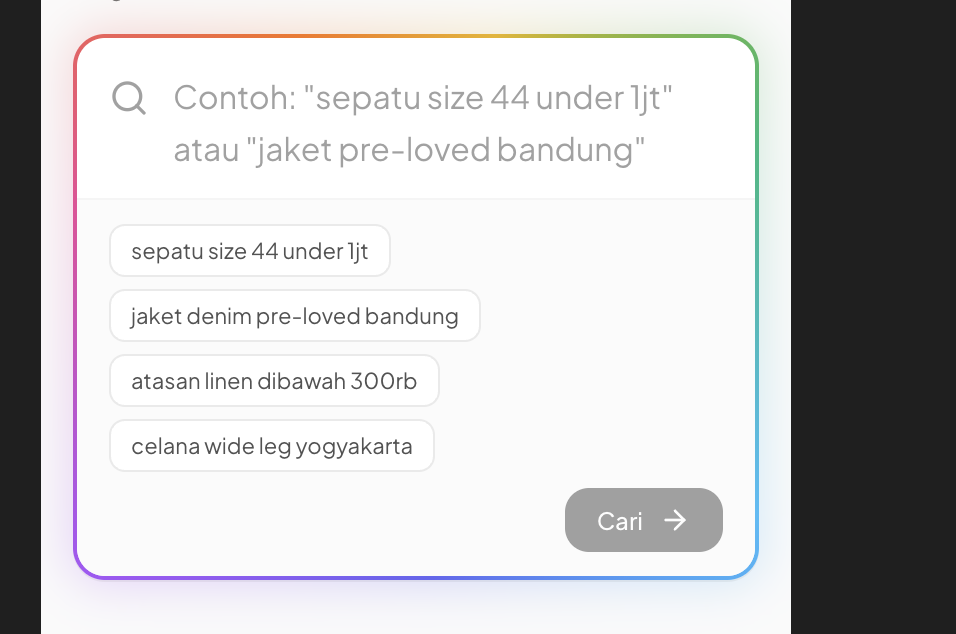 Contoh: "sepatu size 44 under 1jt"
atau "jaket pre-loved bandung"
sepatu size 44 under 1jt
jaket denim pre-loved bandung
atasan linen dibawah 300rb
celana wide leg yogyakarta
Cari